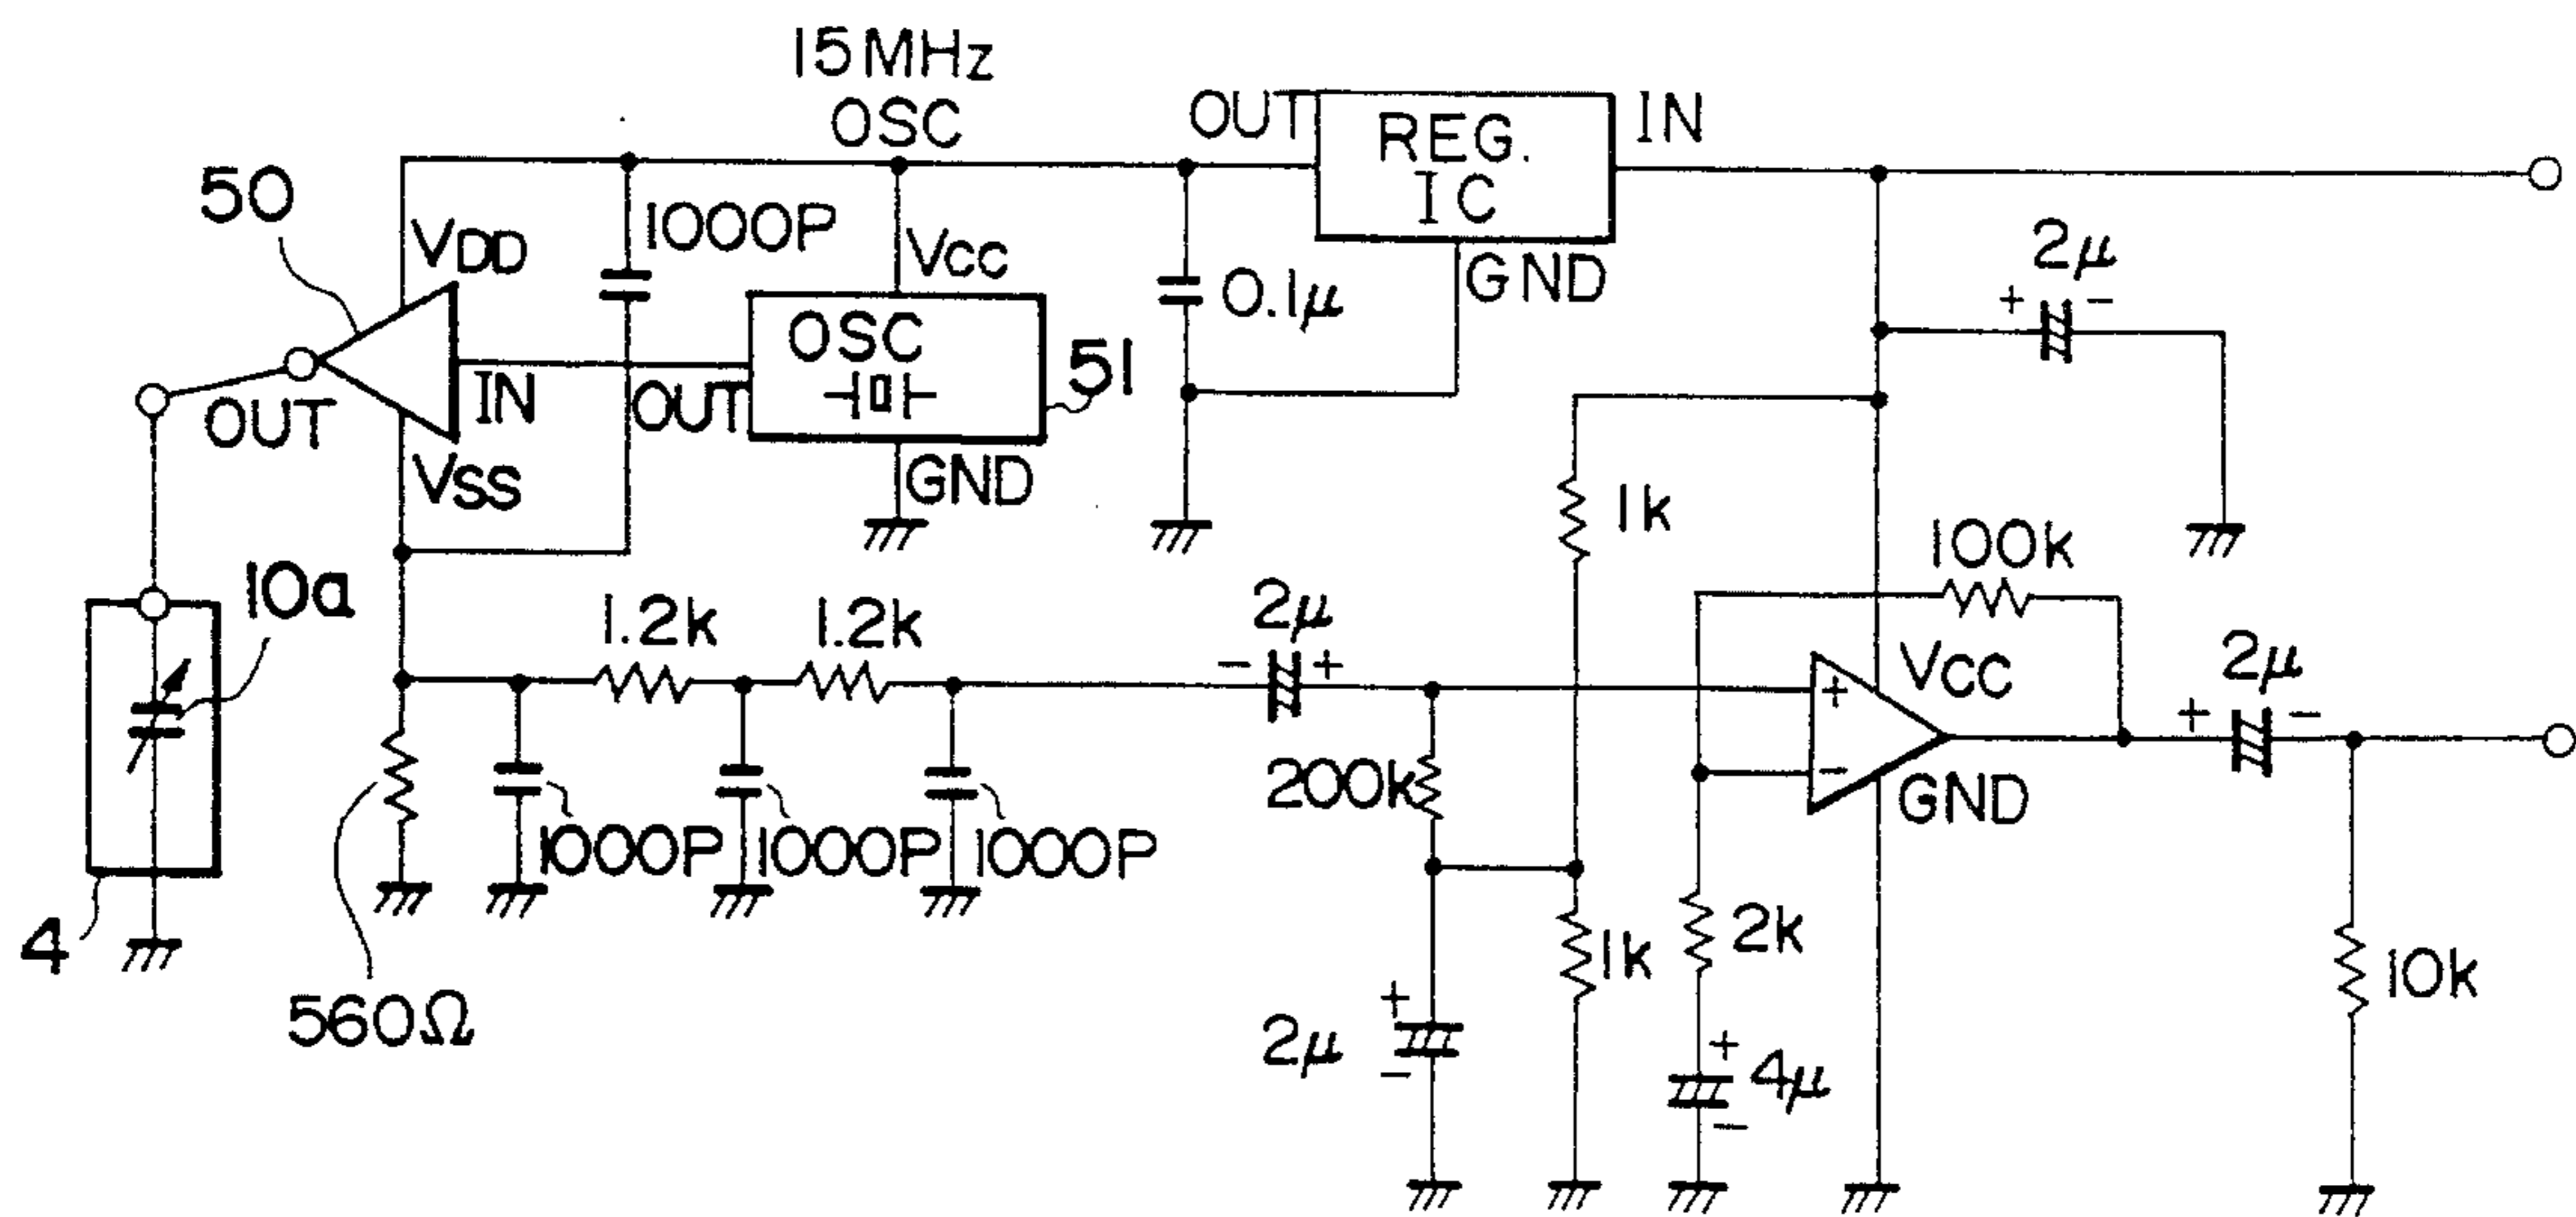 15MHz
OSC
OUT
REG.
IC
IN
50
VDD
1000P
VCC
0.1μ
GND
2μ
+
-
OSC
51
OUT
IN
OUT
VSS
GND
10a
1k
100k
1.2k
1.2k
2μ
-
+
+
-
VCC
GND
2μ
+
-
200k
1000P
1000P
1000P
4
560Ω
2k
1k
10k
2μ
+
-
4μ
+
-